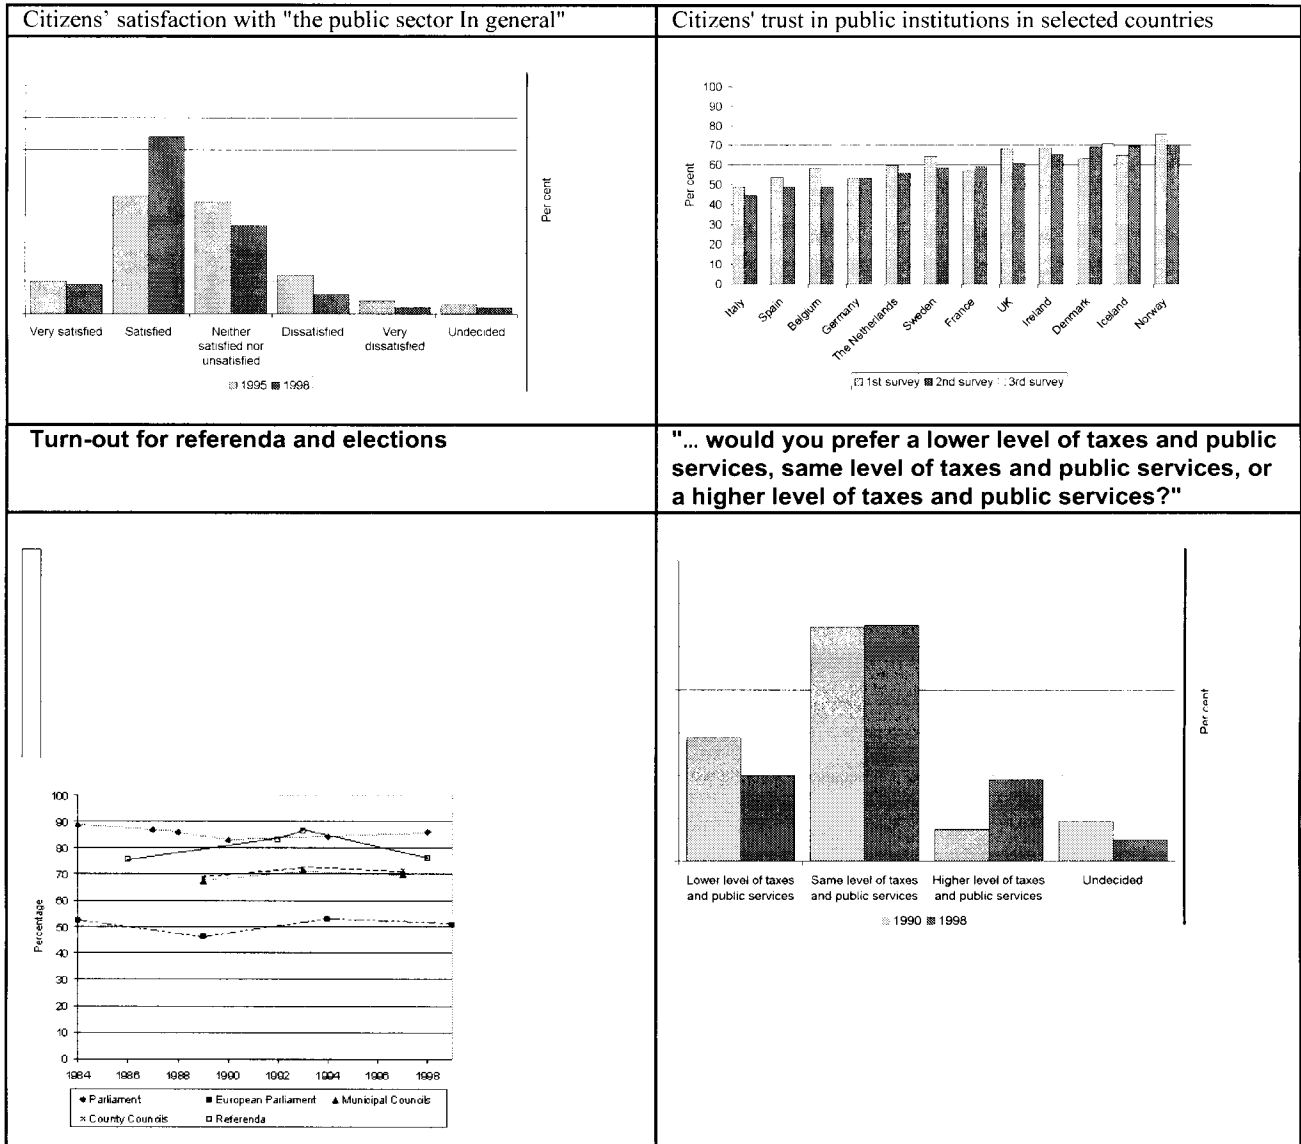 Citizens’ satisfaction with "the public sector In general"
Per cent
Very satisfied
Satisfied
Neither
satisfied nor
unsatisfied
Dissatisfied
Very
dissatisfied
Undecided
1995 1998
Citizens' trust in public institutions in selected countries
Per cent
100
90
80
70
60
50
40
30
20
10
0
Italy
Spain
Belgium
Germany
The Netherlands
Sweden
France
UK
Ireland
Denmark
Iceland
Norway
1st survey 2nd survey 3rd survey
Turn-out for referenda and elections
Percentage
100
90
80
70
60
50
40
30
20
10
0
1984 1986 1988 1990 1992 1994 1996 1998
Parliament European Parliament Municipal Councils
County Councils Referenda
"... would you prefer a lower level of taxes and public
services, same level of taxes and public services, or
a higher level of taxes and public services?"
Per cent
Lower level of taxes
and public services
Same level of taxes
and public services
Higher level of taxes
and public services
Undecided
1990 1998